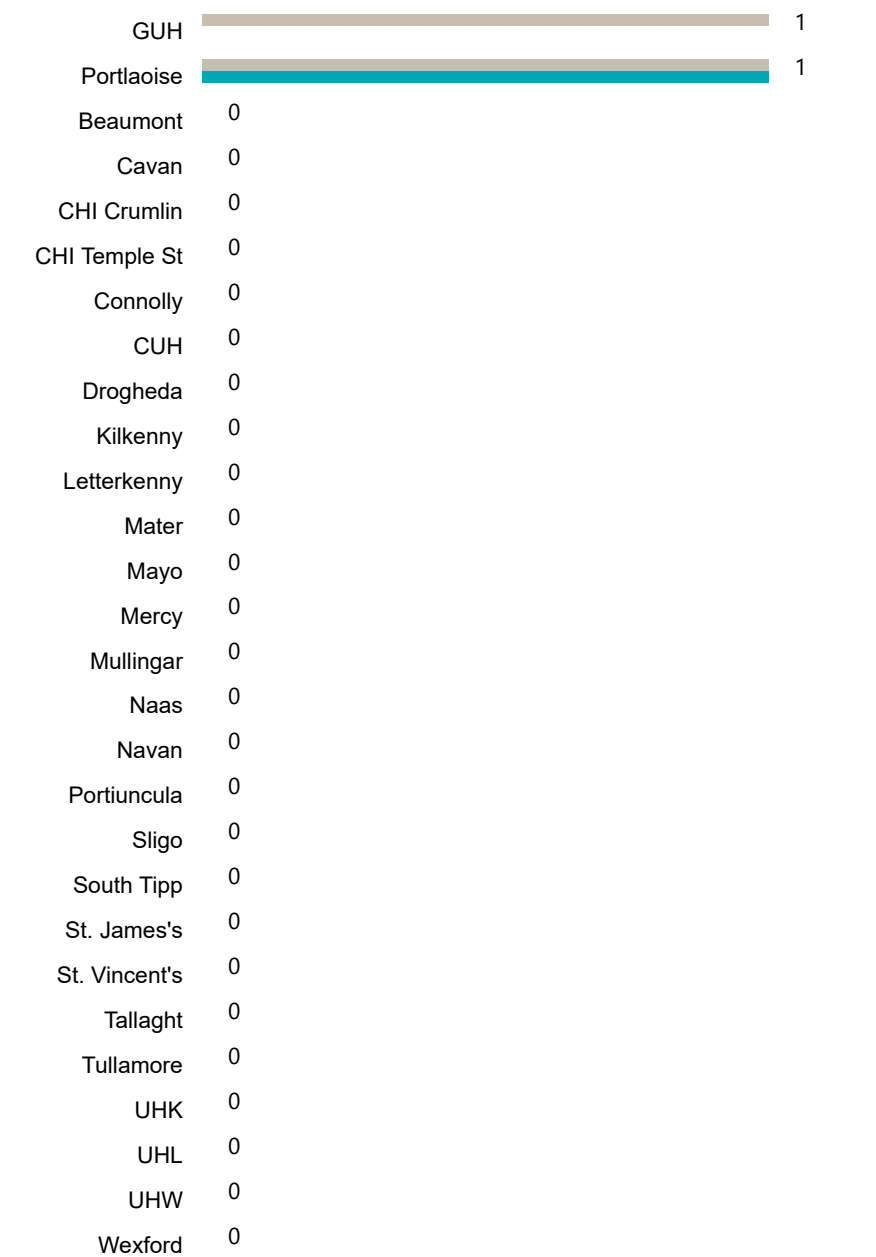 GUH 1
Portlaoise 1
Beaumont 0
Cavan 0
CHI Crumlin 0
CHI Temple St 0
Connolly 0
CUH 0
Drogheda 0
Kilkenny 0
Letterkenny 0
Mater 0
Mayo 0
Mercy 0
Mullingar 0
Naas 0
Navan 0
Portiuncula 0
Sligo 0
South Tipp 0
St. James's 0
St. Vincent's 0
Tallaght 0
Tullamore 0
UHK 0
UHL 0
UHW 0
Wexford 0